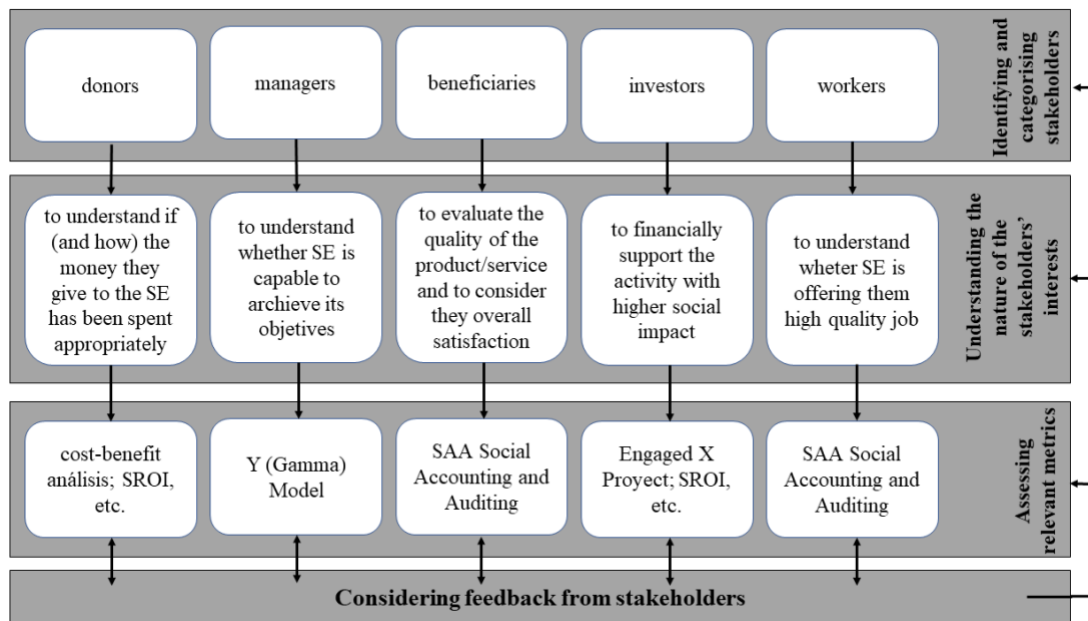 donors
managers
beneficiaries
investors
workers
Identifying and
categorising
stakeholders
to understand if
(and how) the
money they
give to the SE
has been spent
appropriately
to understand
whether SE is
capable to
archieve its
objetives
to evaluate the
quality of the
product/service
and to consider
they overall
satisfaction
to financially
support the
activity with
higher social
impact
to understand
wheter SE is
offering them
high quality job
Understanding the
nature of the
stakeholders’
interests
cost-benefit
análisis; SROI,
etc.
Y (Gamma)
Model
SAA Social
Accounting and
Auditing
Engaged X
Proyect; SROI,
etc.
SAA Social
Accounting and
Auditing
Assessing
relevant metrics
Considering feedback from stakeholders